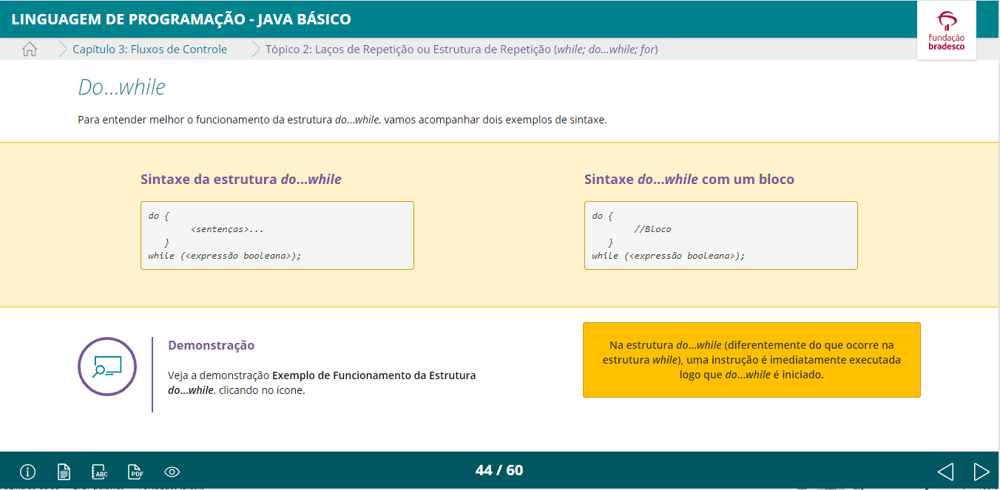 LINGUAGEM DE PROGRAMAÇÃO - JAVA BÁSICO
fundação
bradesco
Capítulo 3: Fluxos de Controle
Tópico 2: Laços de Repetição ou Estrutura de Repetição (while; do...while; for)
Do...while
Para entender melhor o funcionamento da estrutura do...while, vamos acompanhar dois exemplos de sintaxe.
Sintaxe da estrutura do...while
do {
<sentenças>...
}
while (<expressão booleana>);
Sintaxe do...while com um bloco
do {
//Bloco
}
while (<expressão booleana>);
Demonstração
Veja a demonstração Exemplo de Funcionamento da Estrutura
do...while, clicando no ícone.
Na estrutura do...while (diferentemente do que ocorre na
estrutura while), uma instrução é imediatamente executada
logo que do...while é iniciado.
ABC
PDF
44 / 60